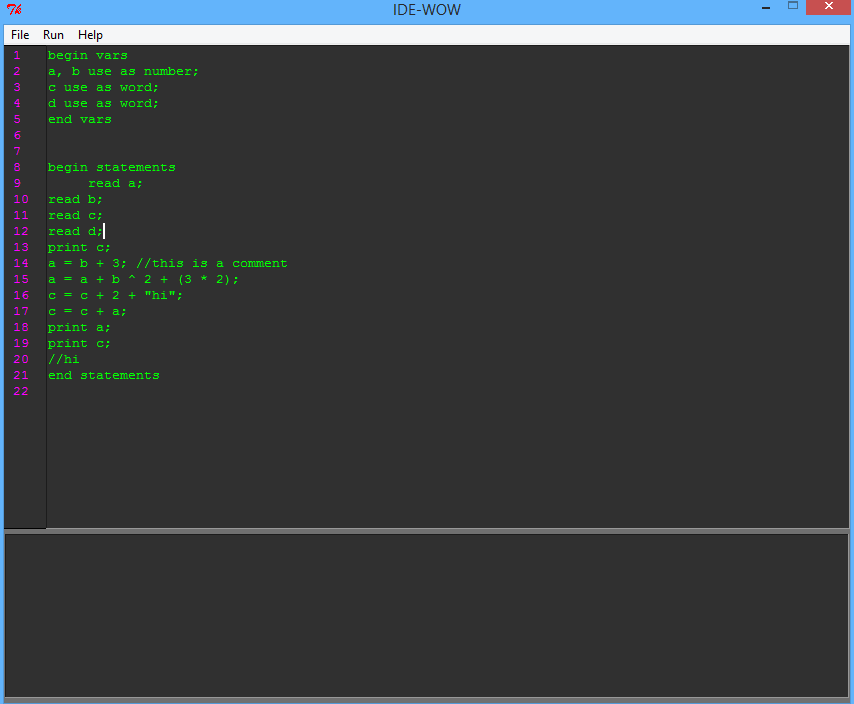 IDE-WOW
File Run Help
1 begin vars
2 a, b use as number;
3 c use as word;
4 d use as word;
5 end vars
6
7
8 begin statements
9      read a;
10 read b;
11 read c;
12 read d;
13 print c;
14 a = b + 3; //this is a comment
15 a = a + b ^ 2 + (3 * 2);
16 c = c + 2 + "hi";
17 c = c + a;
18 print a;
19 print c;
20 //hi
21 end statements
22